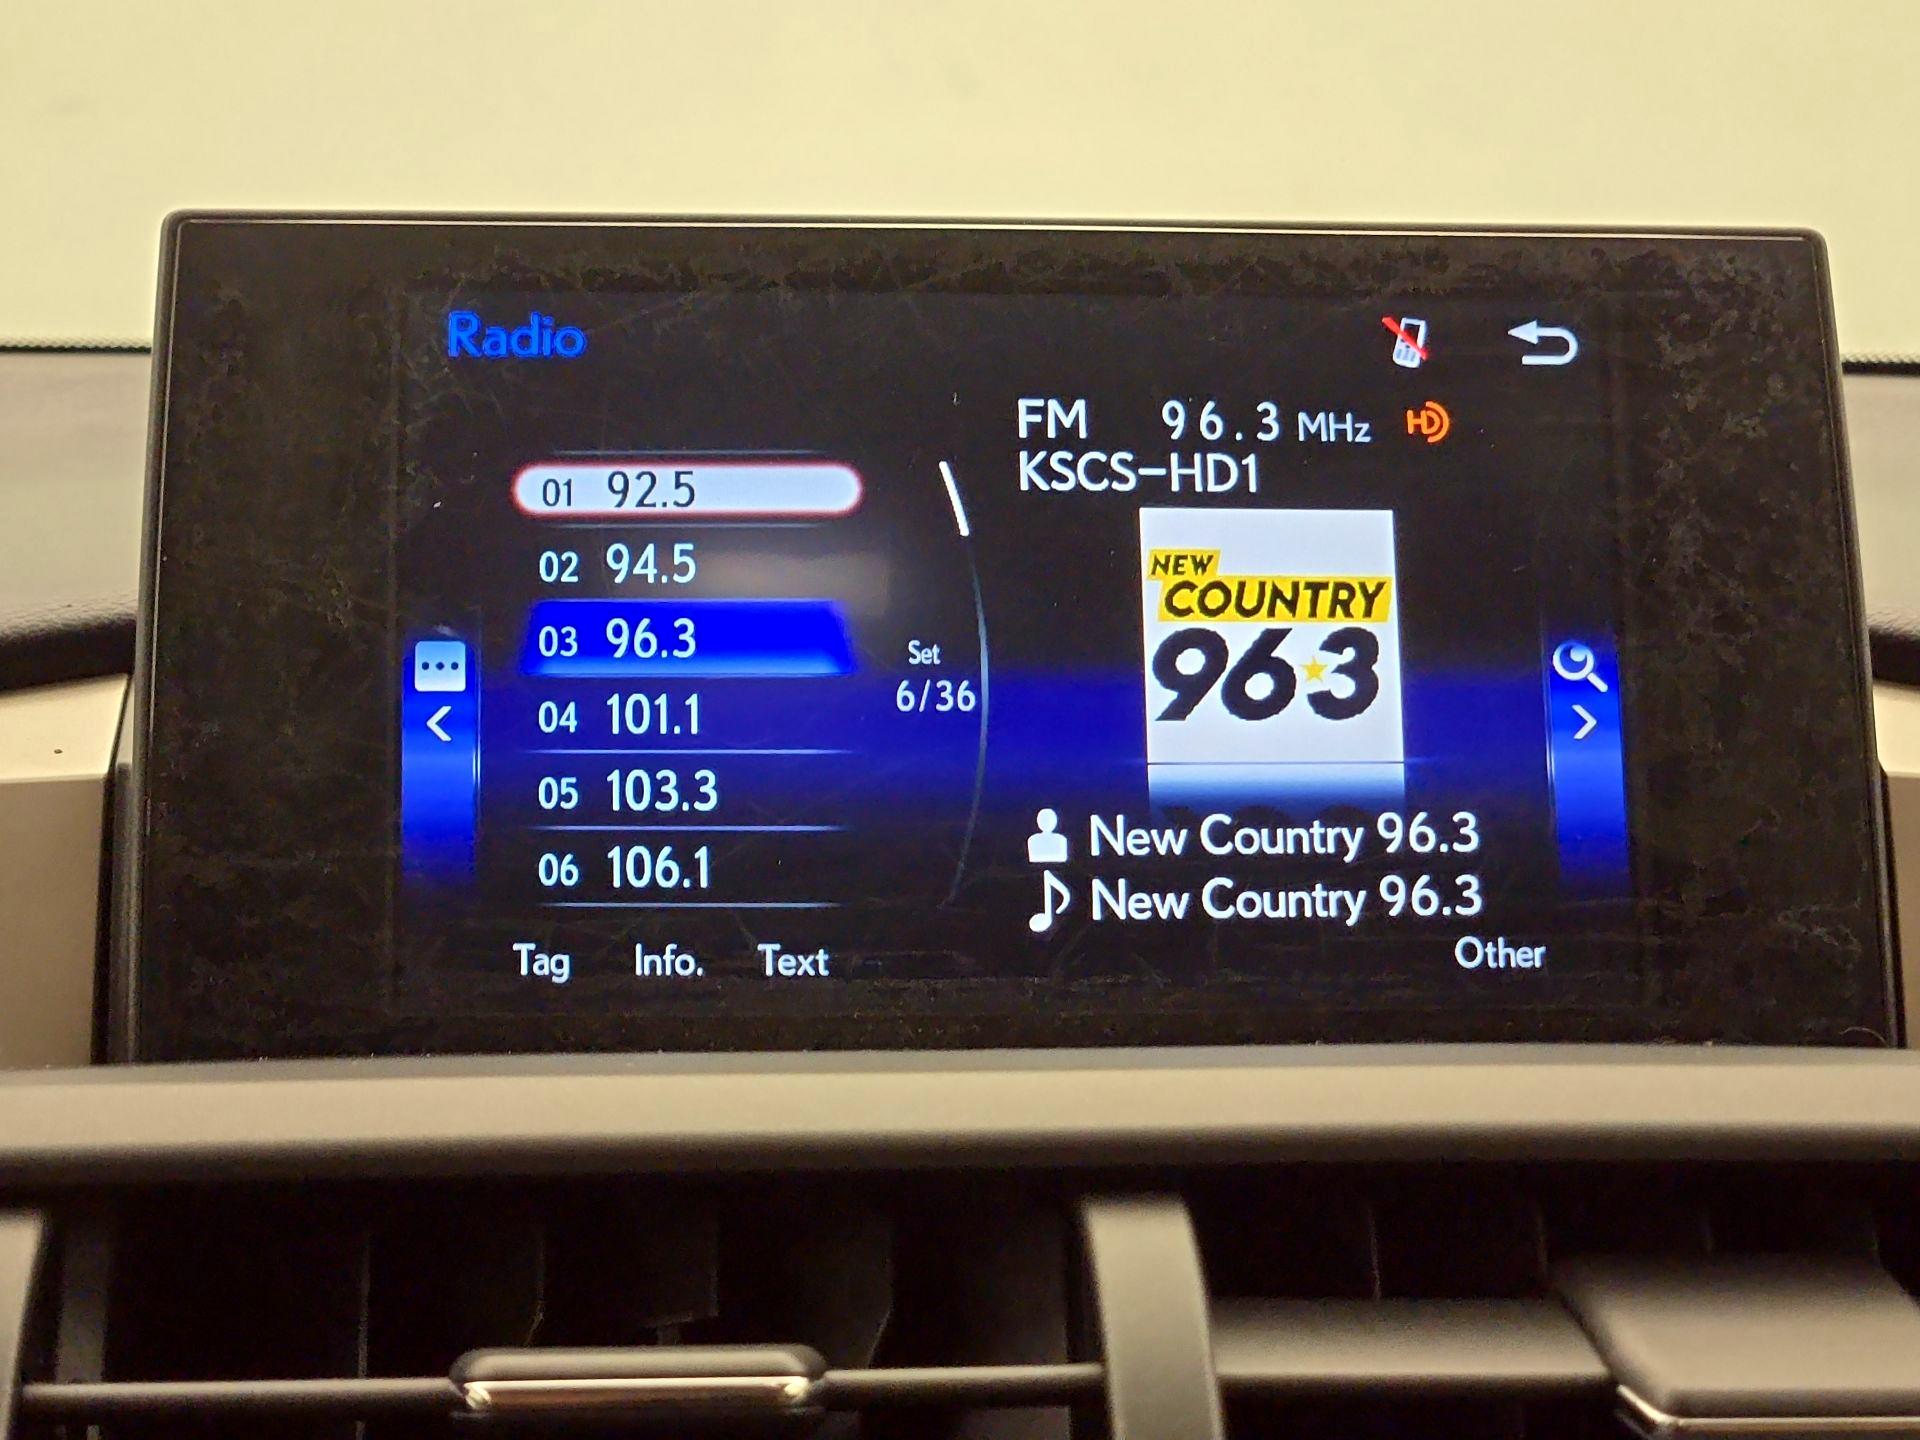 Radio
01 92.5
02 94.5
03 96.3
04 101.1
05 103.3
06 106.1
Set
6/36
Tag Info. Text
FM 96.3 MHz HD
KSCS-HD1
NEW
COUNTRY
963
New Country 96.3
New Country 96.3
Other